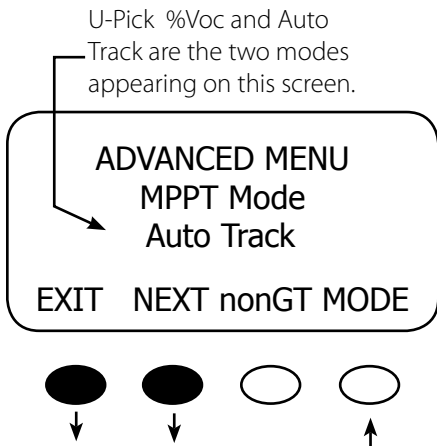 U-Pick %Voc and Auto
Track are the two modes
appearing on this screen.
ADVANCED MENU
MPPT Mode
Auto Track
EXIT NEXT nonGT MODE